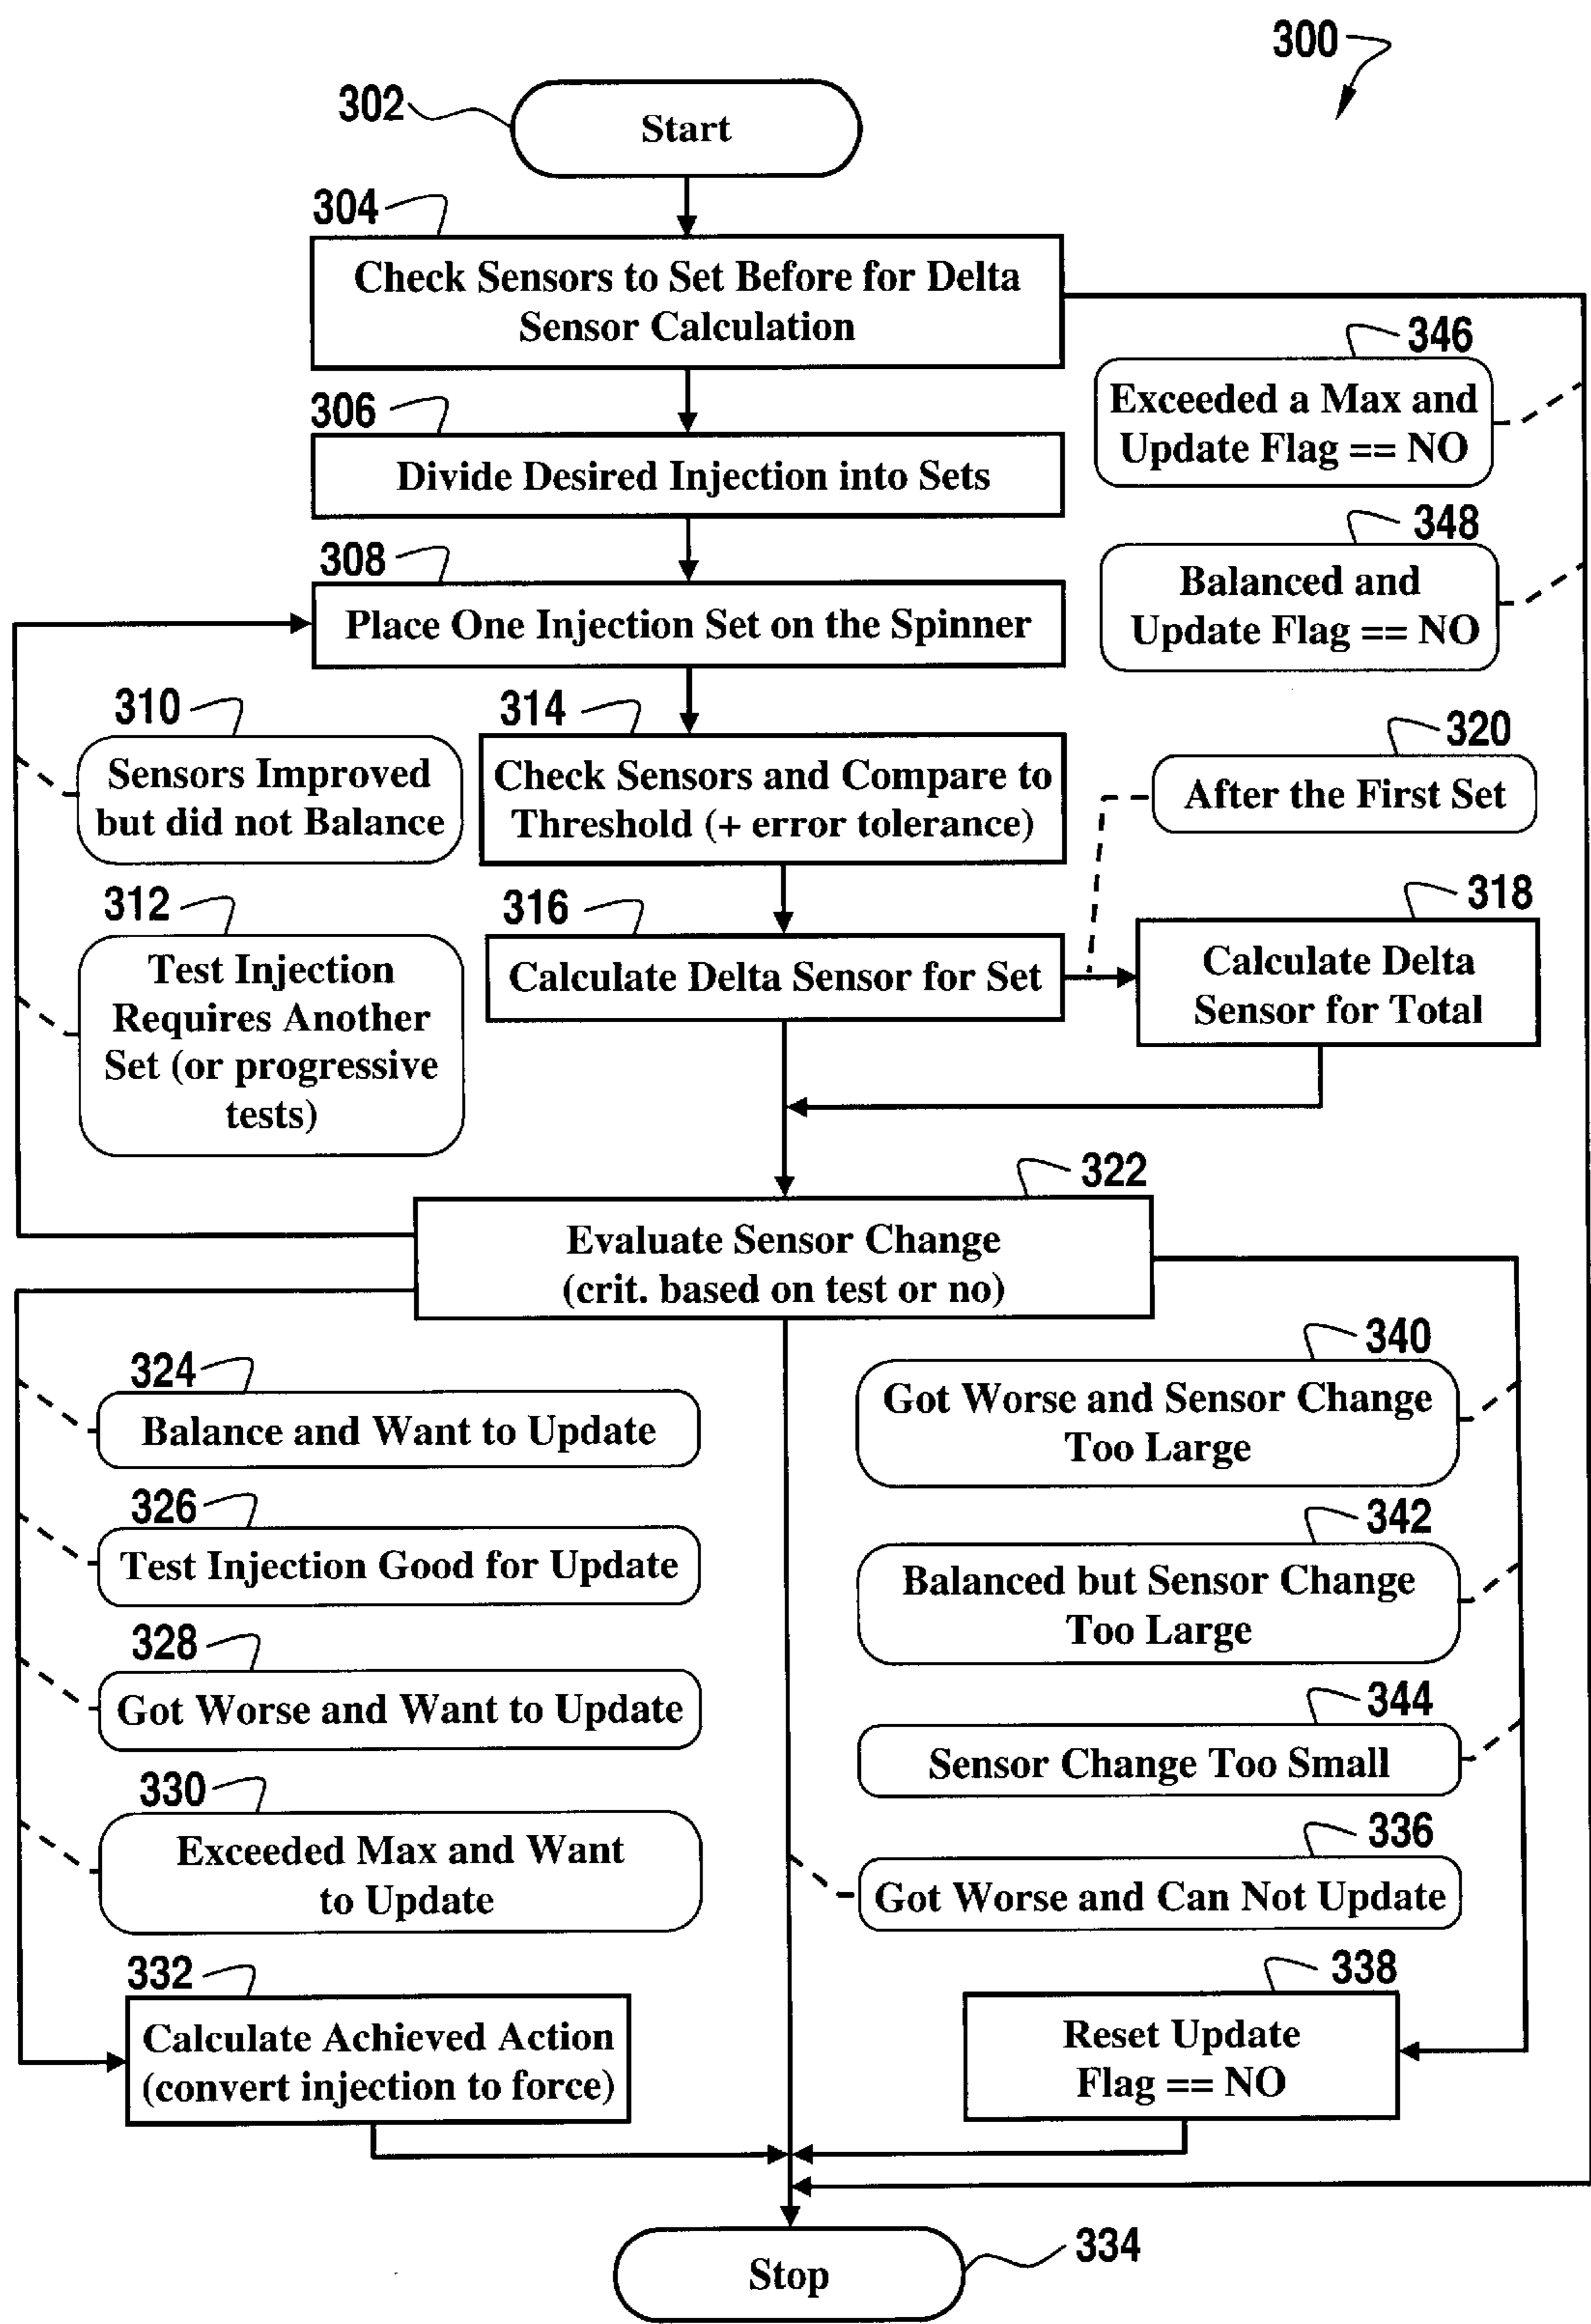 300
302
Start
304
Check Sensors to Set Before for Delta
Sensor Calculation
346
Exceeded a Max and
Update Flag == NO
306
Divide Desired Injection into Sets
348
Balanced and
Update Flag == NO
308
Place One Injection Set on the Spinner
310
Sensors Improved
but did not Balance
314
Check Sensors and Compare to
Threshold (+ error tolerance)
320
After the First Set
312
Test Injection
Requires Another
Set (or progressive
tests)
316
Calculate Delta Sensor for Set
318
Calculate Delta
Sensor for Total
322
Evaluate Sensor Change
(crit. based on test or no)
324
Balance and Want to Update
326
Test Injection Good for Update
328
Got Worse and Want to Update
330
Exceeded Max and Want
to Update
332
Calculate Achieved Action
(convert injection to force)
340
Got Worse and Sensor Change
Too Large
342
Balanced but Sensor Change
Too Large
344
Sensor Change Too Small
336
Got Worse and Can Not Update
338
Reset Update
Flag == NO
Stop
334